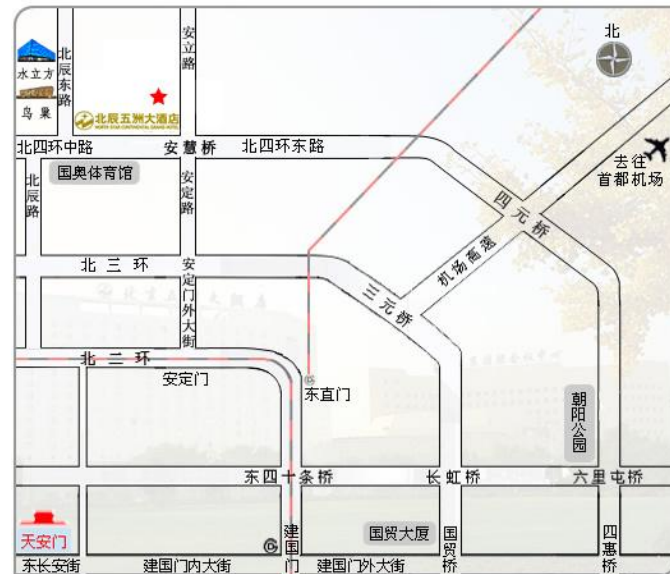 北
安立路
北辰东路
水立方
鸟巢
北辰五洲大酒店
NORTH STAR CONTINENTAL GRAND HOTEL
北四环中路
安慧桥
北四环东路
去往
首都机场
国奥体育馆
北辰路
安定路
四元桥
机场高速
北三环
安定门外大街
三元桥
北二环
安定门
东直门
朝阳公园
东四十条桥
长虹桥
六里屯桥
天安门
建国门
国贸大厦
国贸桥
四惠桥
东长安街
建国门内大街
建国门外大街